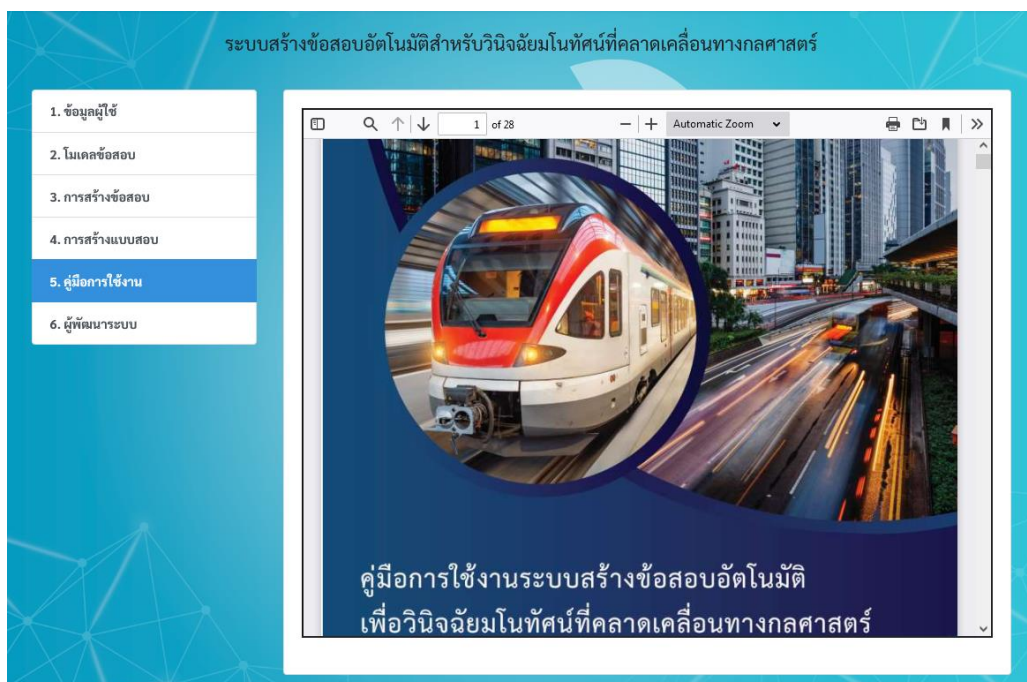 ระบบสร้างข้อสอบอัตโนมัติสำหรับวินิจฉัยมโนทัศน์ที่คลาดเคลื่อนทางกลศาสตร์
1. ข้อมูลผู้ใช้
2. โมเดลข้อสอบ
3. การสร้างข้อสอบ
4. การสร้างแบบสอบ
5. คู่มือการใช้งาน
6. ผู้พัฒนาระบบ
1 of 28
Automatic Zoom
คู่มือการใช้งานระบบสร้างข้อสอบอัตโนมัติ
เพื่อวินิจฉัยมโนทัศน์ที่คลาดเคลื่อนทางกลศาสตร์